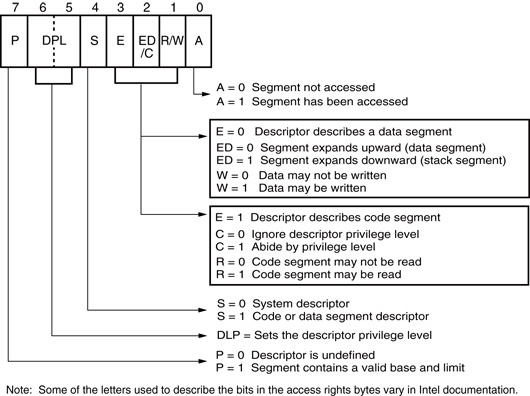 7 6 5 4 3 2 1 0
P DPL S E ED/C R/W A
A = 0 Segment not accessed
A = 1 Segment has been accessed
E = 0 Descriptor describes a data segment
ED = 0 Segment expands upward (data segment)
ED = 1 Segment expands downward (stack segment)
W = 0 Data may not be written
W = 1 Data may be written
E = 1 Descriptor describes code segment
C = 0 Ignore descriptor privilege level
C = 1 Abide by privilege level
R = 0 Code segment may not be read
R = 1 Code segment may be read
S = 0 System descriptor
S = 1 Code or data segment descriptor
DLP = Sets the descriptor privilege level
P = 0 Descriptor is undefined
P = 1 Segment contains a valid base and limit
Note: Some of the letters used to describe the bits in the access rights bytes vary in Intel documentation.